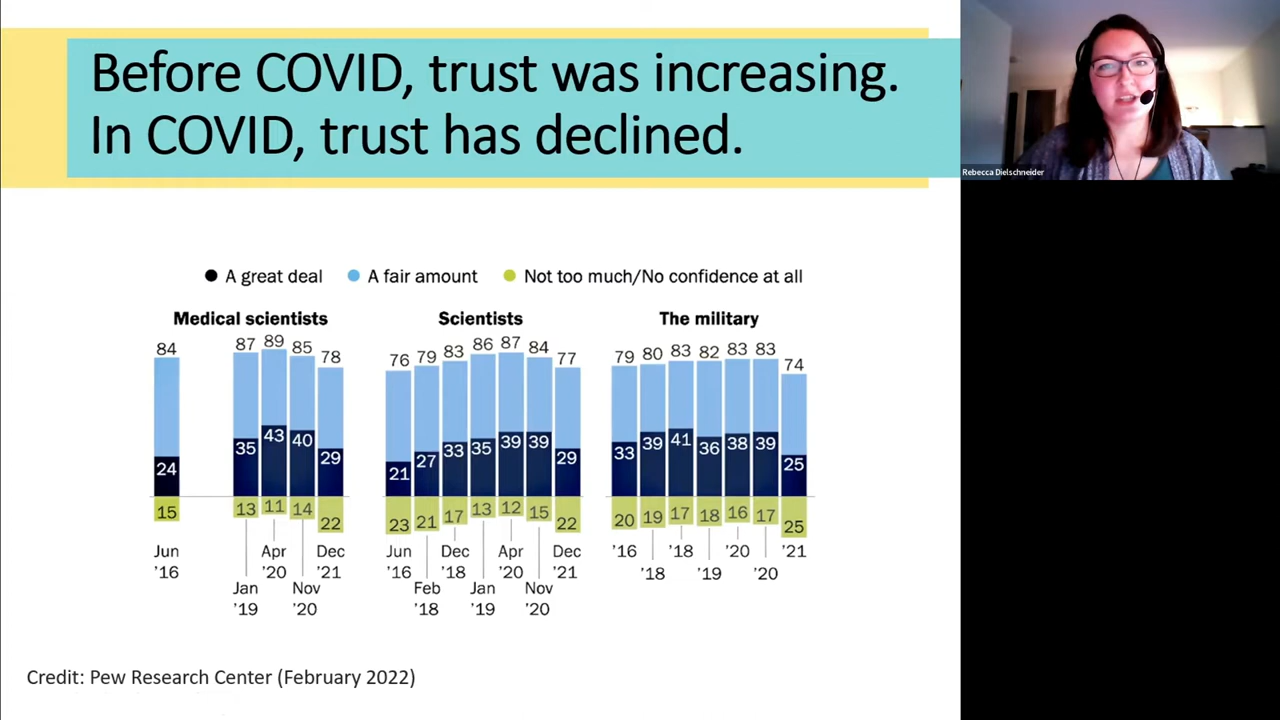 Before COVID, trust was increasing.
In COVID, trust has declined.
Rebecca Dielschneider
A great deal A fair amount Not too much/No confidence at all
Medical scientists
84 87 89 85 78
24 35 43 40 29
15 13 11 14 22
Jun '16 Jan '19 Apr '20 Nov '20 Dec '21
Scientists
76 79 83 86 87 84 77
21 27 33 35 39 39 29
23 21 17 13 12 15 22
Jun '16 Feb '18 Dec '18 Jan '19 Apr '20 Nov '20 Dec '21
The military
79 80 83 82 83 83 74
33 39 41 36 38 39 25
20 19 17 18 16 17 25
'16 '18 '18 '19 '20 '20 '21
Credit: Pew Research Center (February 2022)